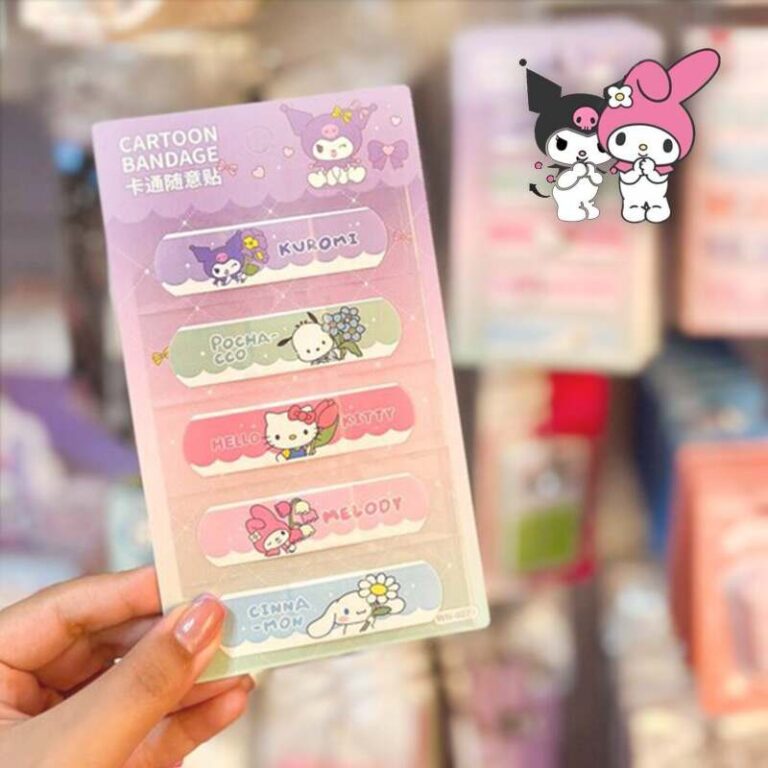 CARTOON
BANDAGE
卡通随意贴
KUROMI
POCHA-
CCO
HELLO KITTY
MELODY
CINNA
-MON